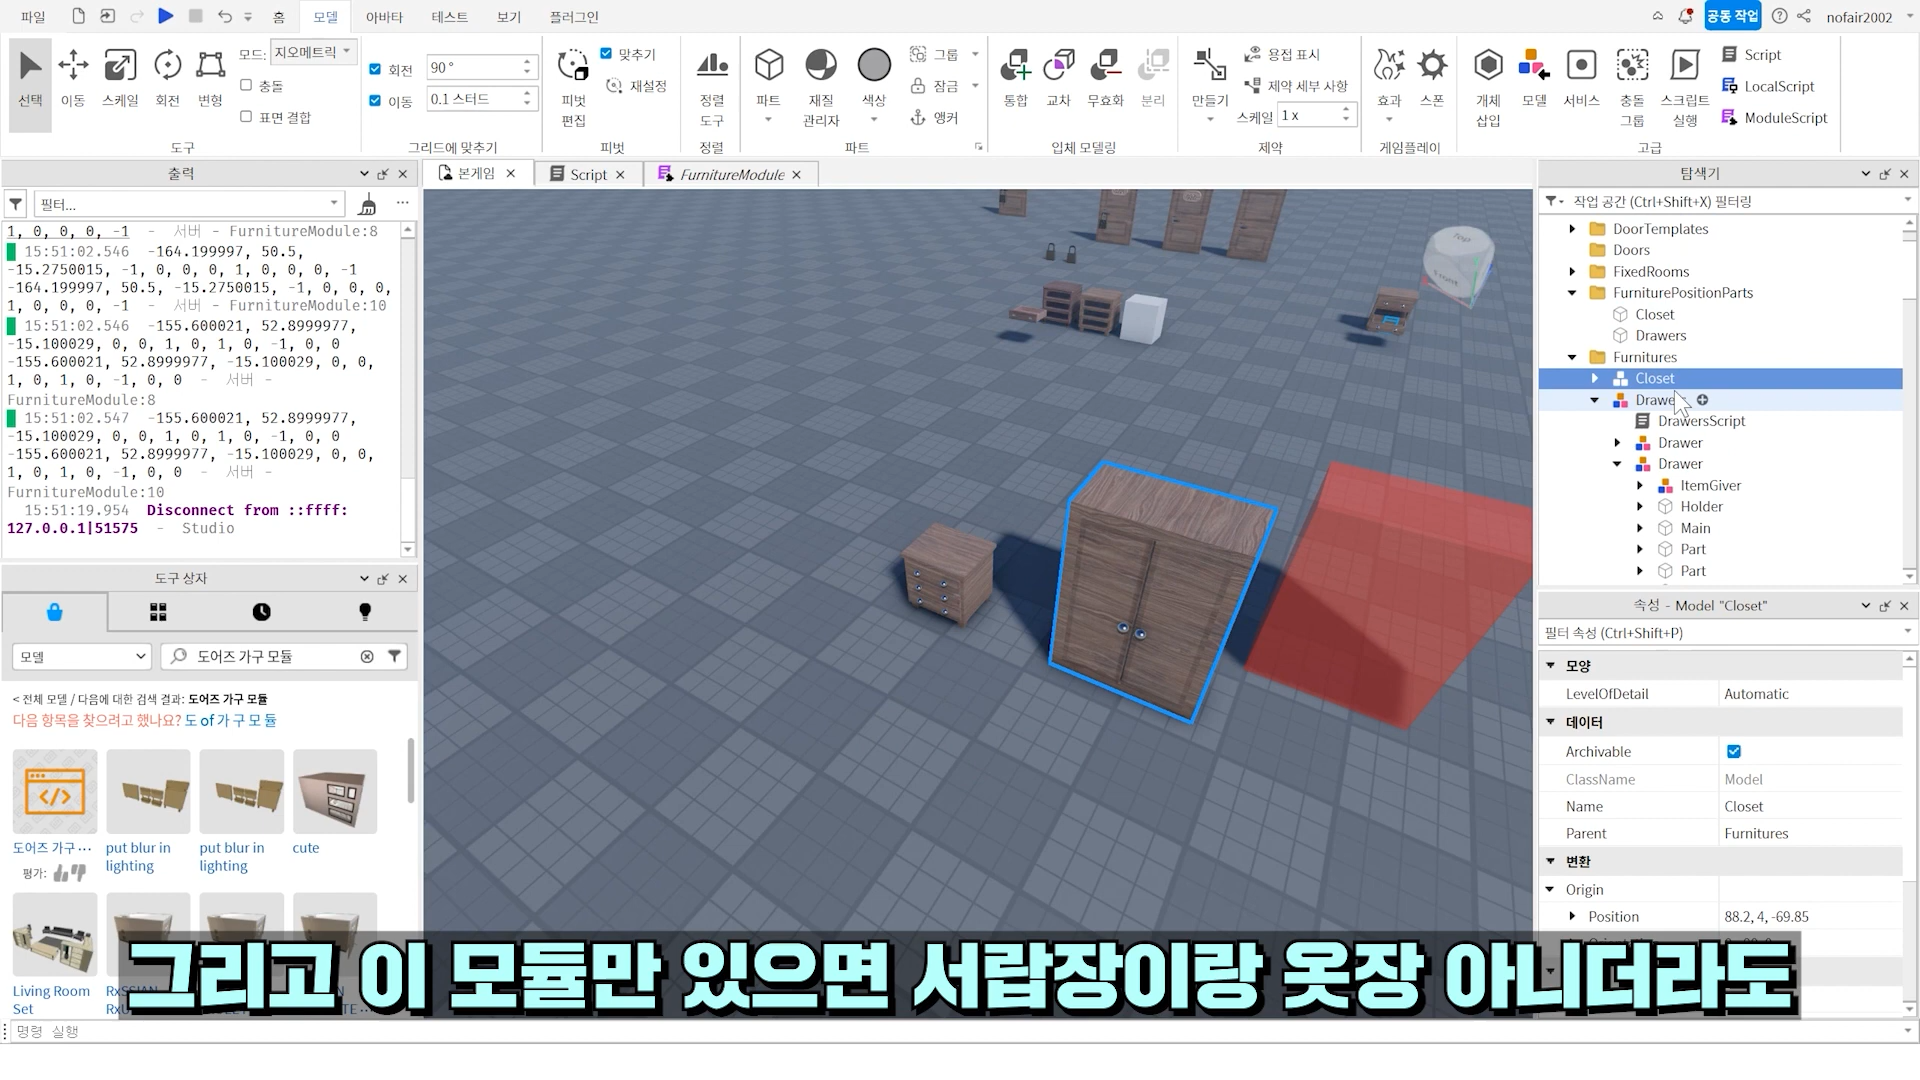 파일 홈 모델 아바타 테스트 보기 플러그인 공동 작업 nofair2002
선택 이동 스케일 회전 변형
모드: 지오메트릭
충돌
표면 결합
도구
회전 90 °
이동 0.1 스터드
그리드에 맞추기
피벗 편집
맞추기
재설정
피벗
정렬 도구
정렬
파트
재질 관리자
색상
그룹
잠금
앵커
파트
통합 교차 무효화 분리
입체 모델링
만들기
용접 표시
제약 세부 사항
스케일 1 x
제약
효과 스폰
게임플레이
개체 삽입
모델
서비스
충돌 그룹
스크립트 실행
Script
LocalScript
ModuleScript
고급
출력
필터...
1, 0, 0, 0, -1 - 서버 - FurnitureModule:8
15:51:02.546 -164.199997, 50.5,
-15.2750015, -1, 0, 0, 0, 1, 0, 0, 0, -1
-164.199997, 50.5, -15.2750015, -1, 0, 0, 0,
1, 0, 0, 0, -1 - 서버 - FurnitureModule:10
15:51:02.546 -155.600021, 52.8999977,
-15.100029, 0, 0, 1, 0, 1, 0, -1, 0, 0
-155.600021, 52.8999977, -15.100029, 0, 0,
1, 0, 1, 0, -1, 0, 0 - 서버 -
FurnitureModule:8
15:51:02.547 -155.600021, 52.8999977,
-15.100029, 0, 0, 1, 0, 1, 0, -1, 0, 0
-155.600021, 52.8999977, -15.100029, 0, 0,
1, 0, 1, 0, -1, 0, 0 - 서버 -
FurnitureModule:10
15:51:19.954 Disconnect from ::ffff:
127.0.0.1|51575 - Studio
도구 상자
모델
도어즈 가구 모듈
< 전체 모델 / 다음에 대한 검색 결과: 도어즈 가구 모듈
다음 항목을 찾으려고 했나요? 도 of 가 구 모 듈
도어즈 가구 ...
평가:
put blur in lighting
put blur in lighting
cute
Living Room Set
본게임 Script FurnitureModule
Top
탐색기
작업 공간 (Ctrl+Shift+X) 필터링
DoorTemplates
Doors
FixedRooms
FurniturePositionParts
Closet
Drawers
Furnitures
Closet
DrawersScript
Drawer
Drawer
ItemGiver
Holder
Main
Part
Part
속성 - Model "Closet"
필터 속성 (Ctrl+Shift+P)
모양
LevelOfDetail Automatic
데이터
Archivable
ClassName Model
Name Closet
Parent Furnitures
변환
Origin
Position 88.2, 4, -69.85
그리고 이 모듈만 있으면 서랍장이랑 옷장 아니더라도
명령 실행